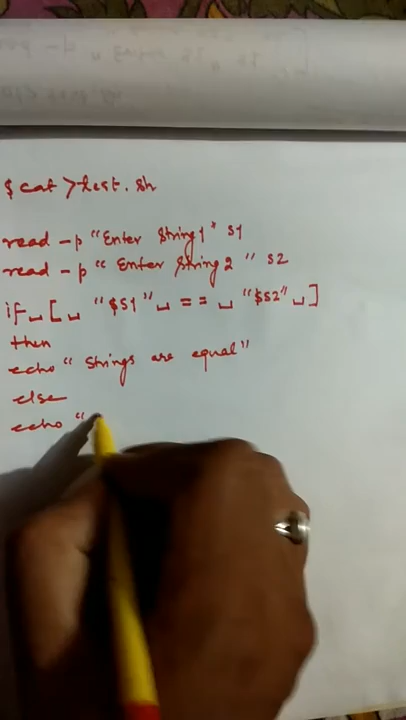 $ cat >test.sh
read -p "Enter String1" s1
read -p "Enter String2" s2
if␣[␣"$s1"␣==␣"$s2"␣]
then
echo "Strings are equal"
else
echo "